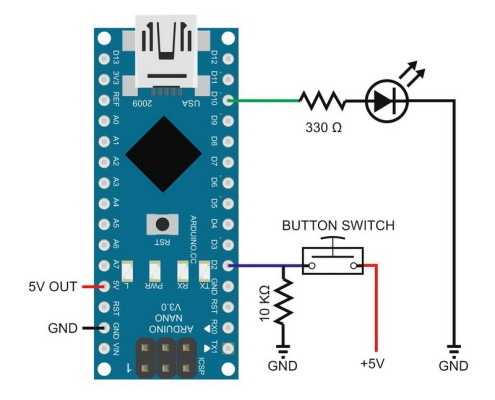 D13
3V3
REF
A0
A1
A2
A3
A4
A5
A6
A7
5V
RST
GND
VIN
D12
D11
D10
D9
D8
D7
D6
D5
D4
D3
D2
GND
RST
RX0
TX1
2009
USA
RST
ARDUINO.CC
L
PWR
RX
TX
ARDUINO
NANO
V3.0
ICSP
1
5V OUT
GND
330 Ω
BUTTON SWITCH
10 KΩ
GND
+5V
GND